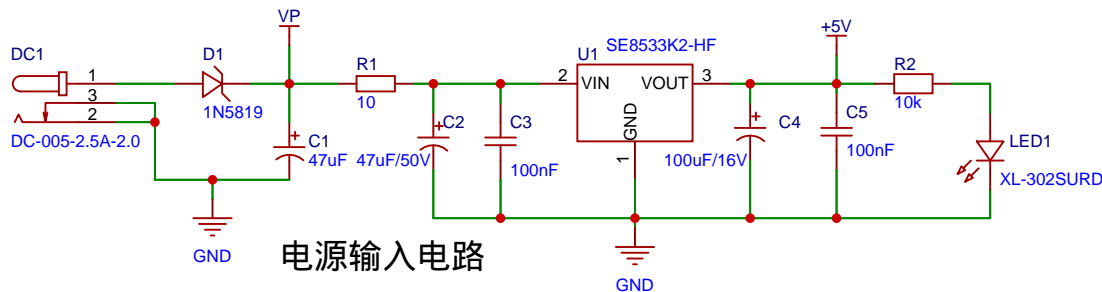 VP
+5V
DC1
D1
R1
U1
SE8533K2-HF
R2
1
2
VIN
VOUT
3
3
1N5819
10
10k
2
GND
DC-005-2.5A-2.0
C1
C2
C3
C4
C5
LED1
47uF
47uF/50V
100nF
1
100uF/16V
100nF
XL-302SURD
GND
电源输入电路
GND